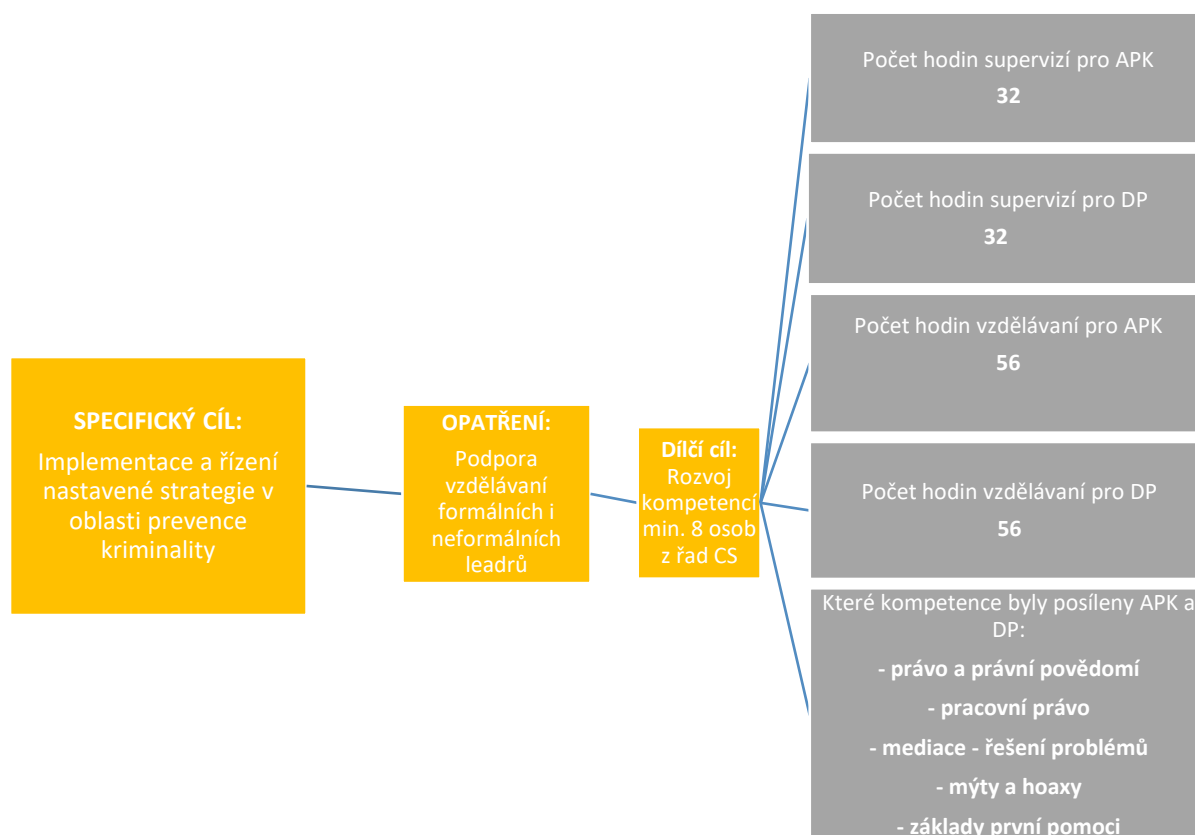 SPECIFICKÝ CÍL:
Implementace a řízení
nastavené strategie v
oblasti prevence
kriminality
OPATŘENÍ:
Podpora
vzdělávaní
formálních i
neformálních
leadrů
Dílčí cíl:
Rozvoj
kompetencí
min. 8 osob
z řad CS
Počet hodin supervizí pro APK
32
Počet hodin supervizí pro DP
32
Počet hodin vzdělávaní pro APK
56
Počet hodin vzdělávaní pro DP
56
Které kompetence byly posíleny APK a
DP:
- právo a právní povědomí
- pracovní právo
- mediace - řešení problémů
- mýty a hoaxy
- základy první pomoci